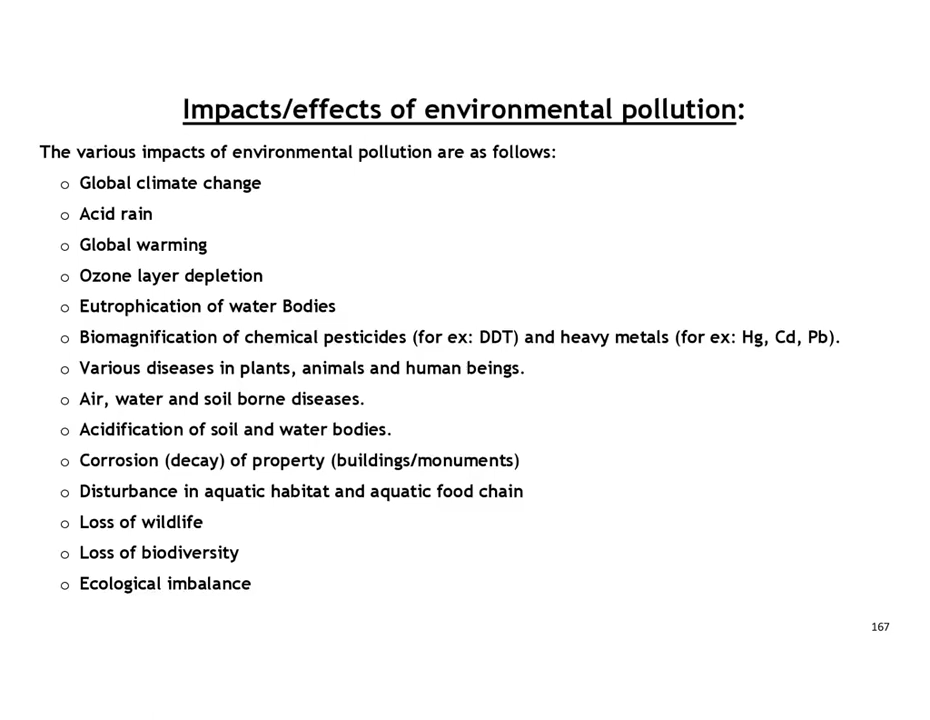 Impacts/effects of environmental pollution:
The various impacts of environmental pollution are as follows:
o Global climate change
o Acid rain
o Global warming
o Ozone layer depletion
o Eutrophication of water Bodies
o Biomagnification of chemical pesticides (for ex: DDT) and heavy metals (for ex: Hg, Cd, Pb).
o Various diseases in plants, animals and human beings.
o Air, water and soil borne diseases.
o Acidification of soil and water bodies.
o Corrosion (decay) of property (buildings/monuments)
o Disturbance in aquatic habitat and aquatic food chain
o Loss of wildlife
o Loss of biodiversity
o Ecological imbalance
167